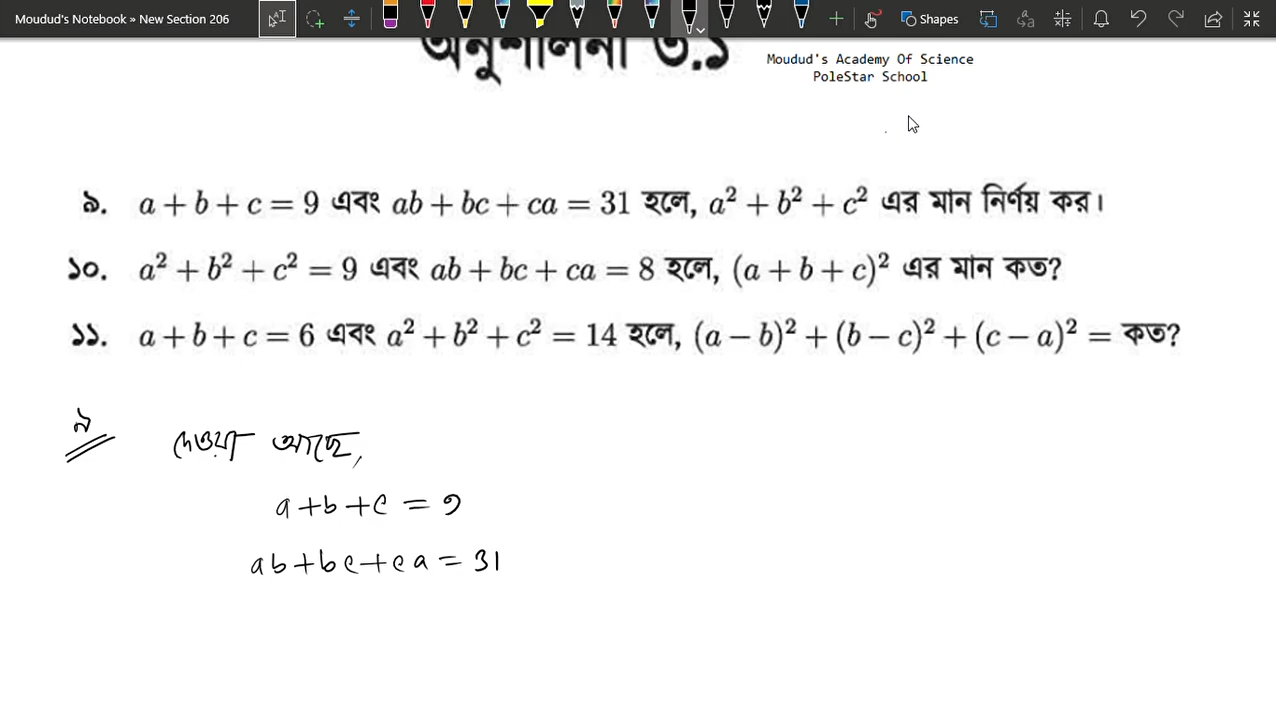 Moudud's Notebook » New Section 206
Shapes
অনুশীলনী ৩.১
Moudud's Academy Of Science
PoleStar School
৯. a + b + c = 9 এবং ab + bc + ca = 31 হলে, a² + b² + c² এর মান নির্ণয় কর।
১০. a² + b² + c² = 9 এবং ab + bc + ca = 8 হলে, (a + b + c)² এর মান কত?
১১. a + b + c = 6 এবং a² + b² + c² = 14 হলে, (a − b)² + (b − c)² + (c − a)² = কত?
৯
দেওয়া আছে,
a+b+c = 9
ab+bc+ca = 31